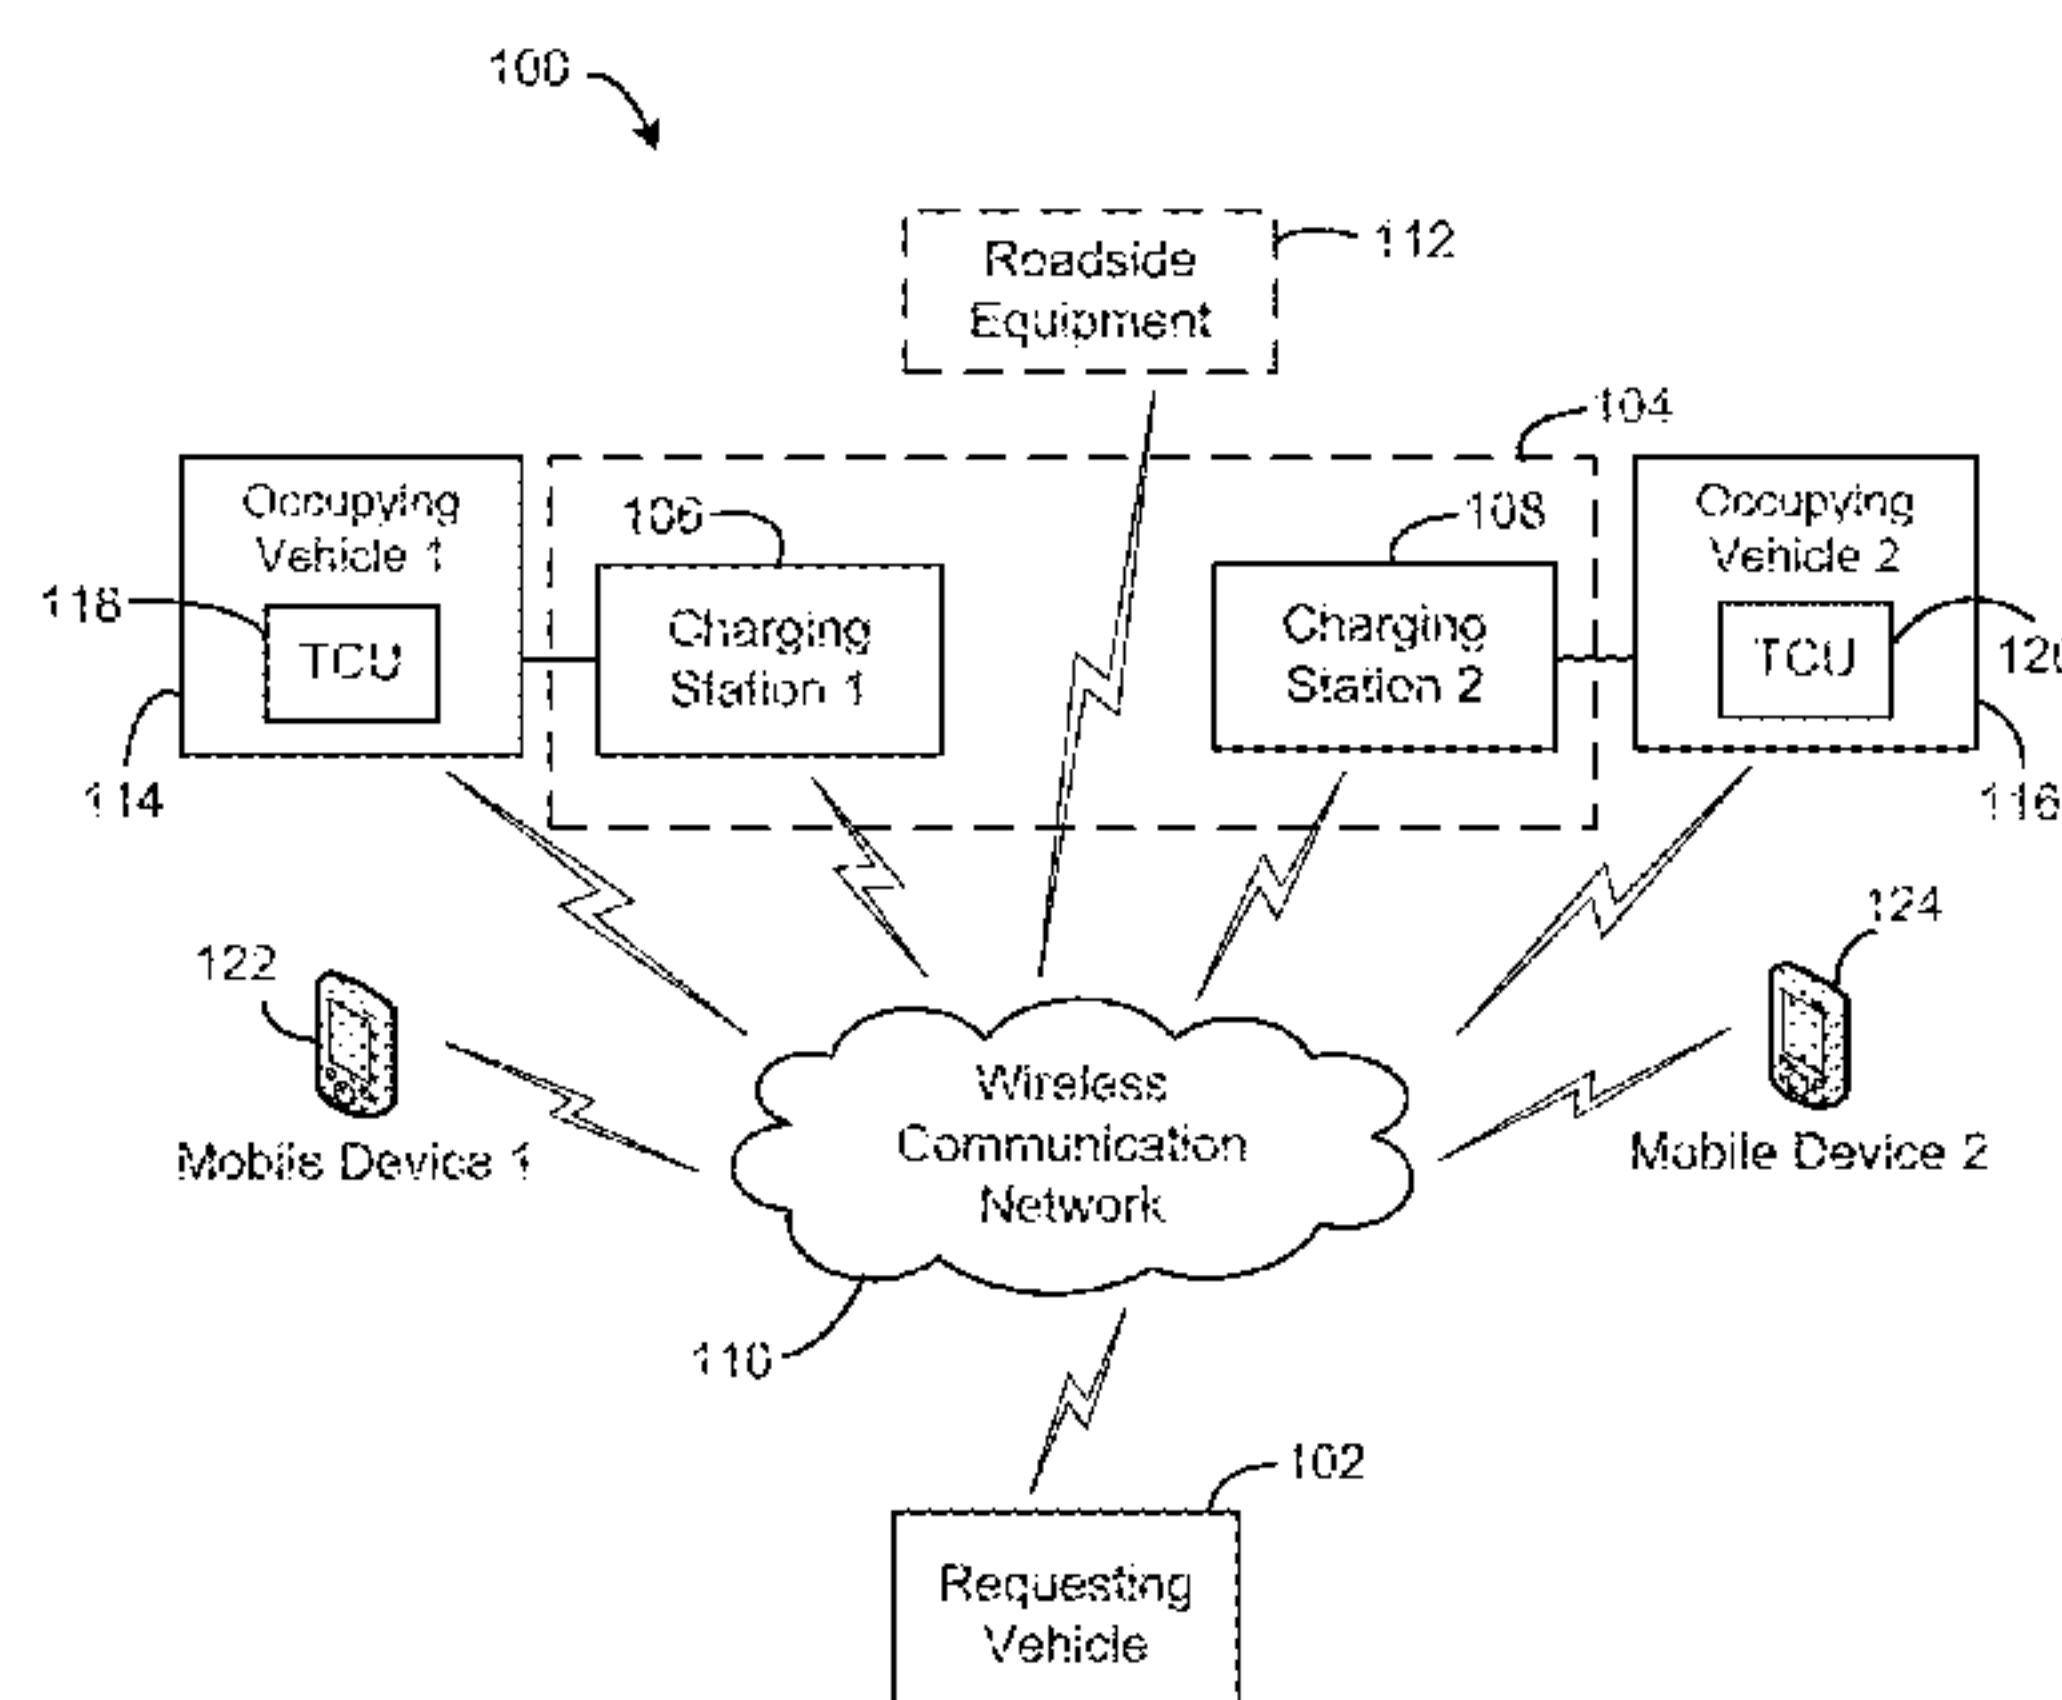 100
Roadside
Equipment
112
104
Occupying
Vehicle 1
106
108
Occupying
Vehicle 2
118
TCU
Charging
Station 1
Charging
Station 2
TCU
114
116
122
124
Mobile Device 1
Wireless
Communication
Network
Mobile Device 2
110
102
Requesting
Vehicle